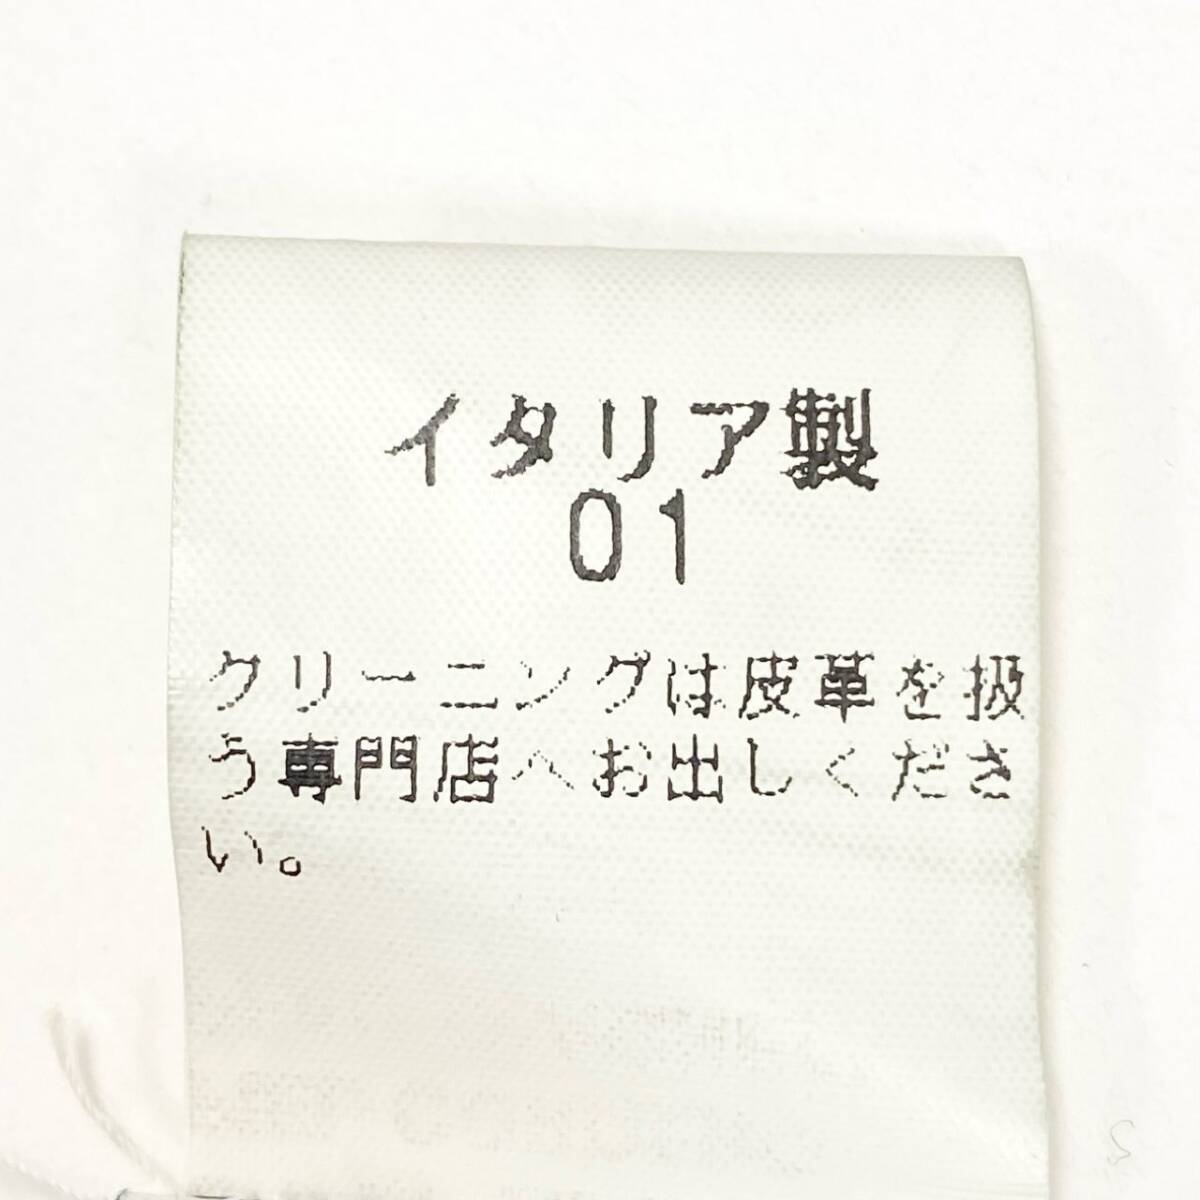 イタリア製
01
クリーニングは皮革を扱
う専門店へお出しくださ
い。